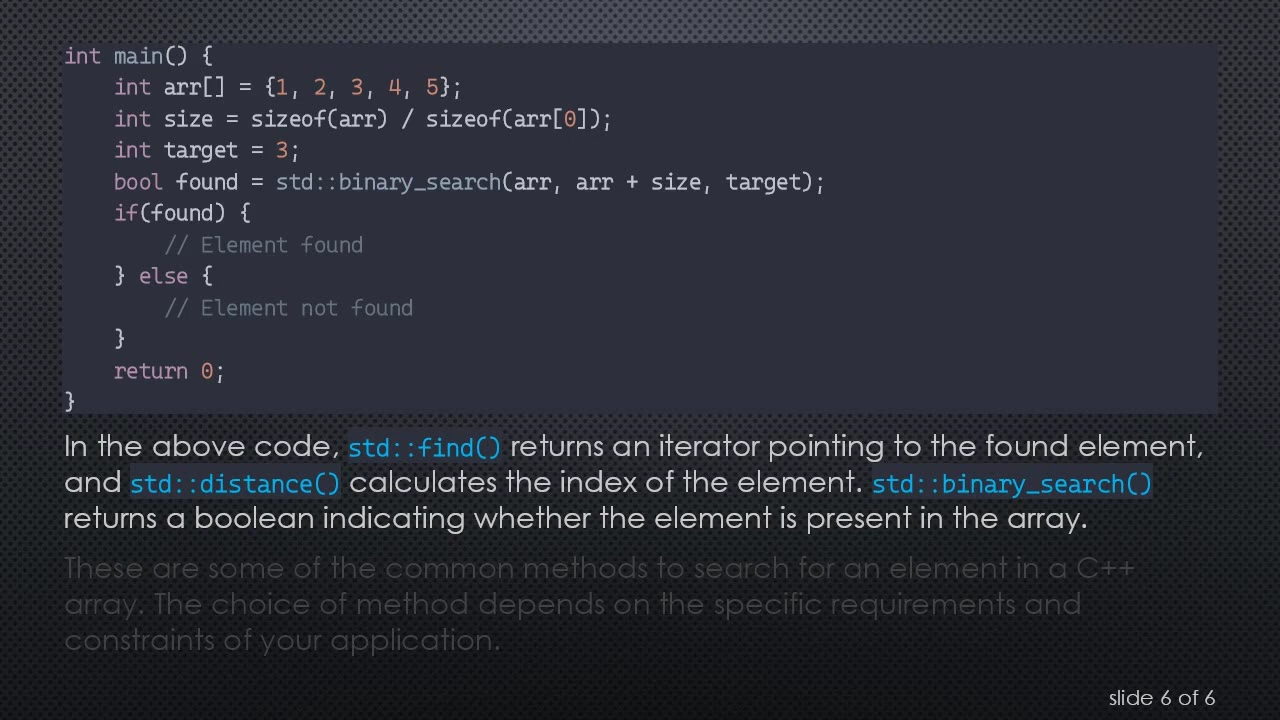 int main() {
    int arr[] = {1, 2, 3, 4, 5};
    int size = sizeof(arr) / sizeof(arr[0]);
    int target = 3;
    bool found = std::binary_search(arr, arr + size, target);
    if(found) {
        // Element found
    } else {
        // Element not found
    }
    return 0;
}
In the above code, std::find() returns an iterator pointing to the found element,
and std::distance() calculates the index of the element. std::binary_search()
returns a boolean indicating whether the element is present in the array.
These are some of the common methods to search for an element in a C++
array. The choice of method depends on the specific requirements and
constraints of your application.
slide 6 of 6